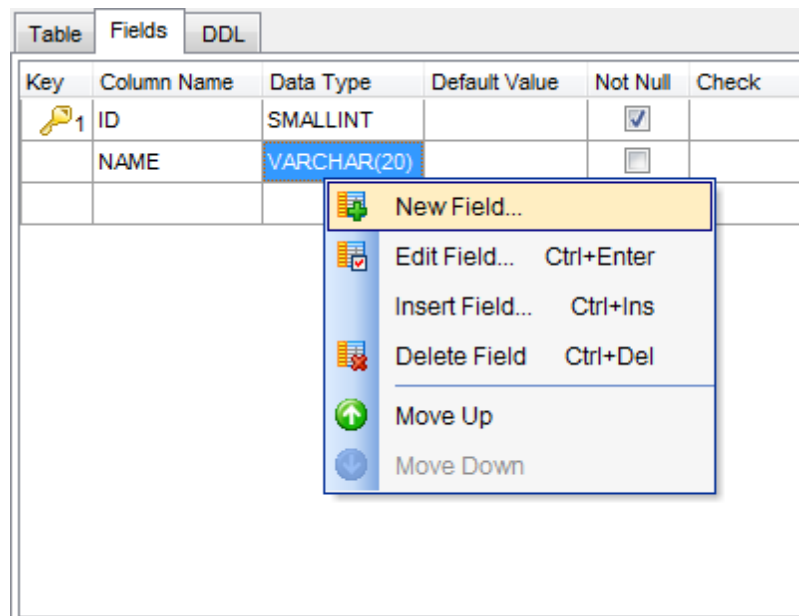 Table Fields DDL
Key Column Name Data Type Default Value Not Null Check
1 ID SMALLINT
NAME VARCHAR(20)
New Field...
Edit Field... Ctrl+Enter
Insert Field... Ctrl+Ins
Delete Field Ctrl+Del
Move Up
Move Down